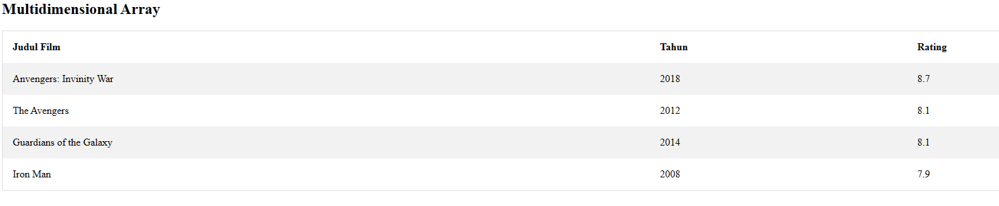 Multidimensional Array
Judul Film Tahun Rating
Anvengers: Invinity War 2018 8.7
The Avengers 2012 8.1
Guardians of the Galaxy 2014 8.1
Iron Man 2008 7.9